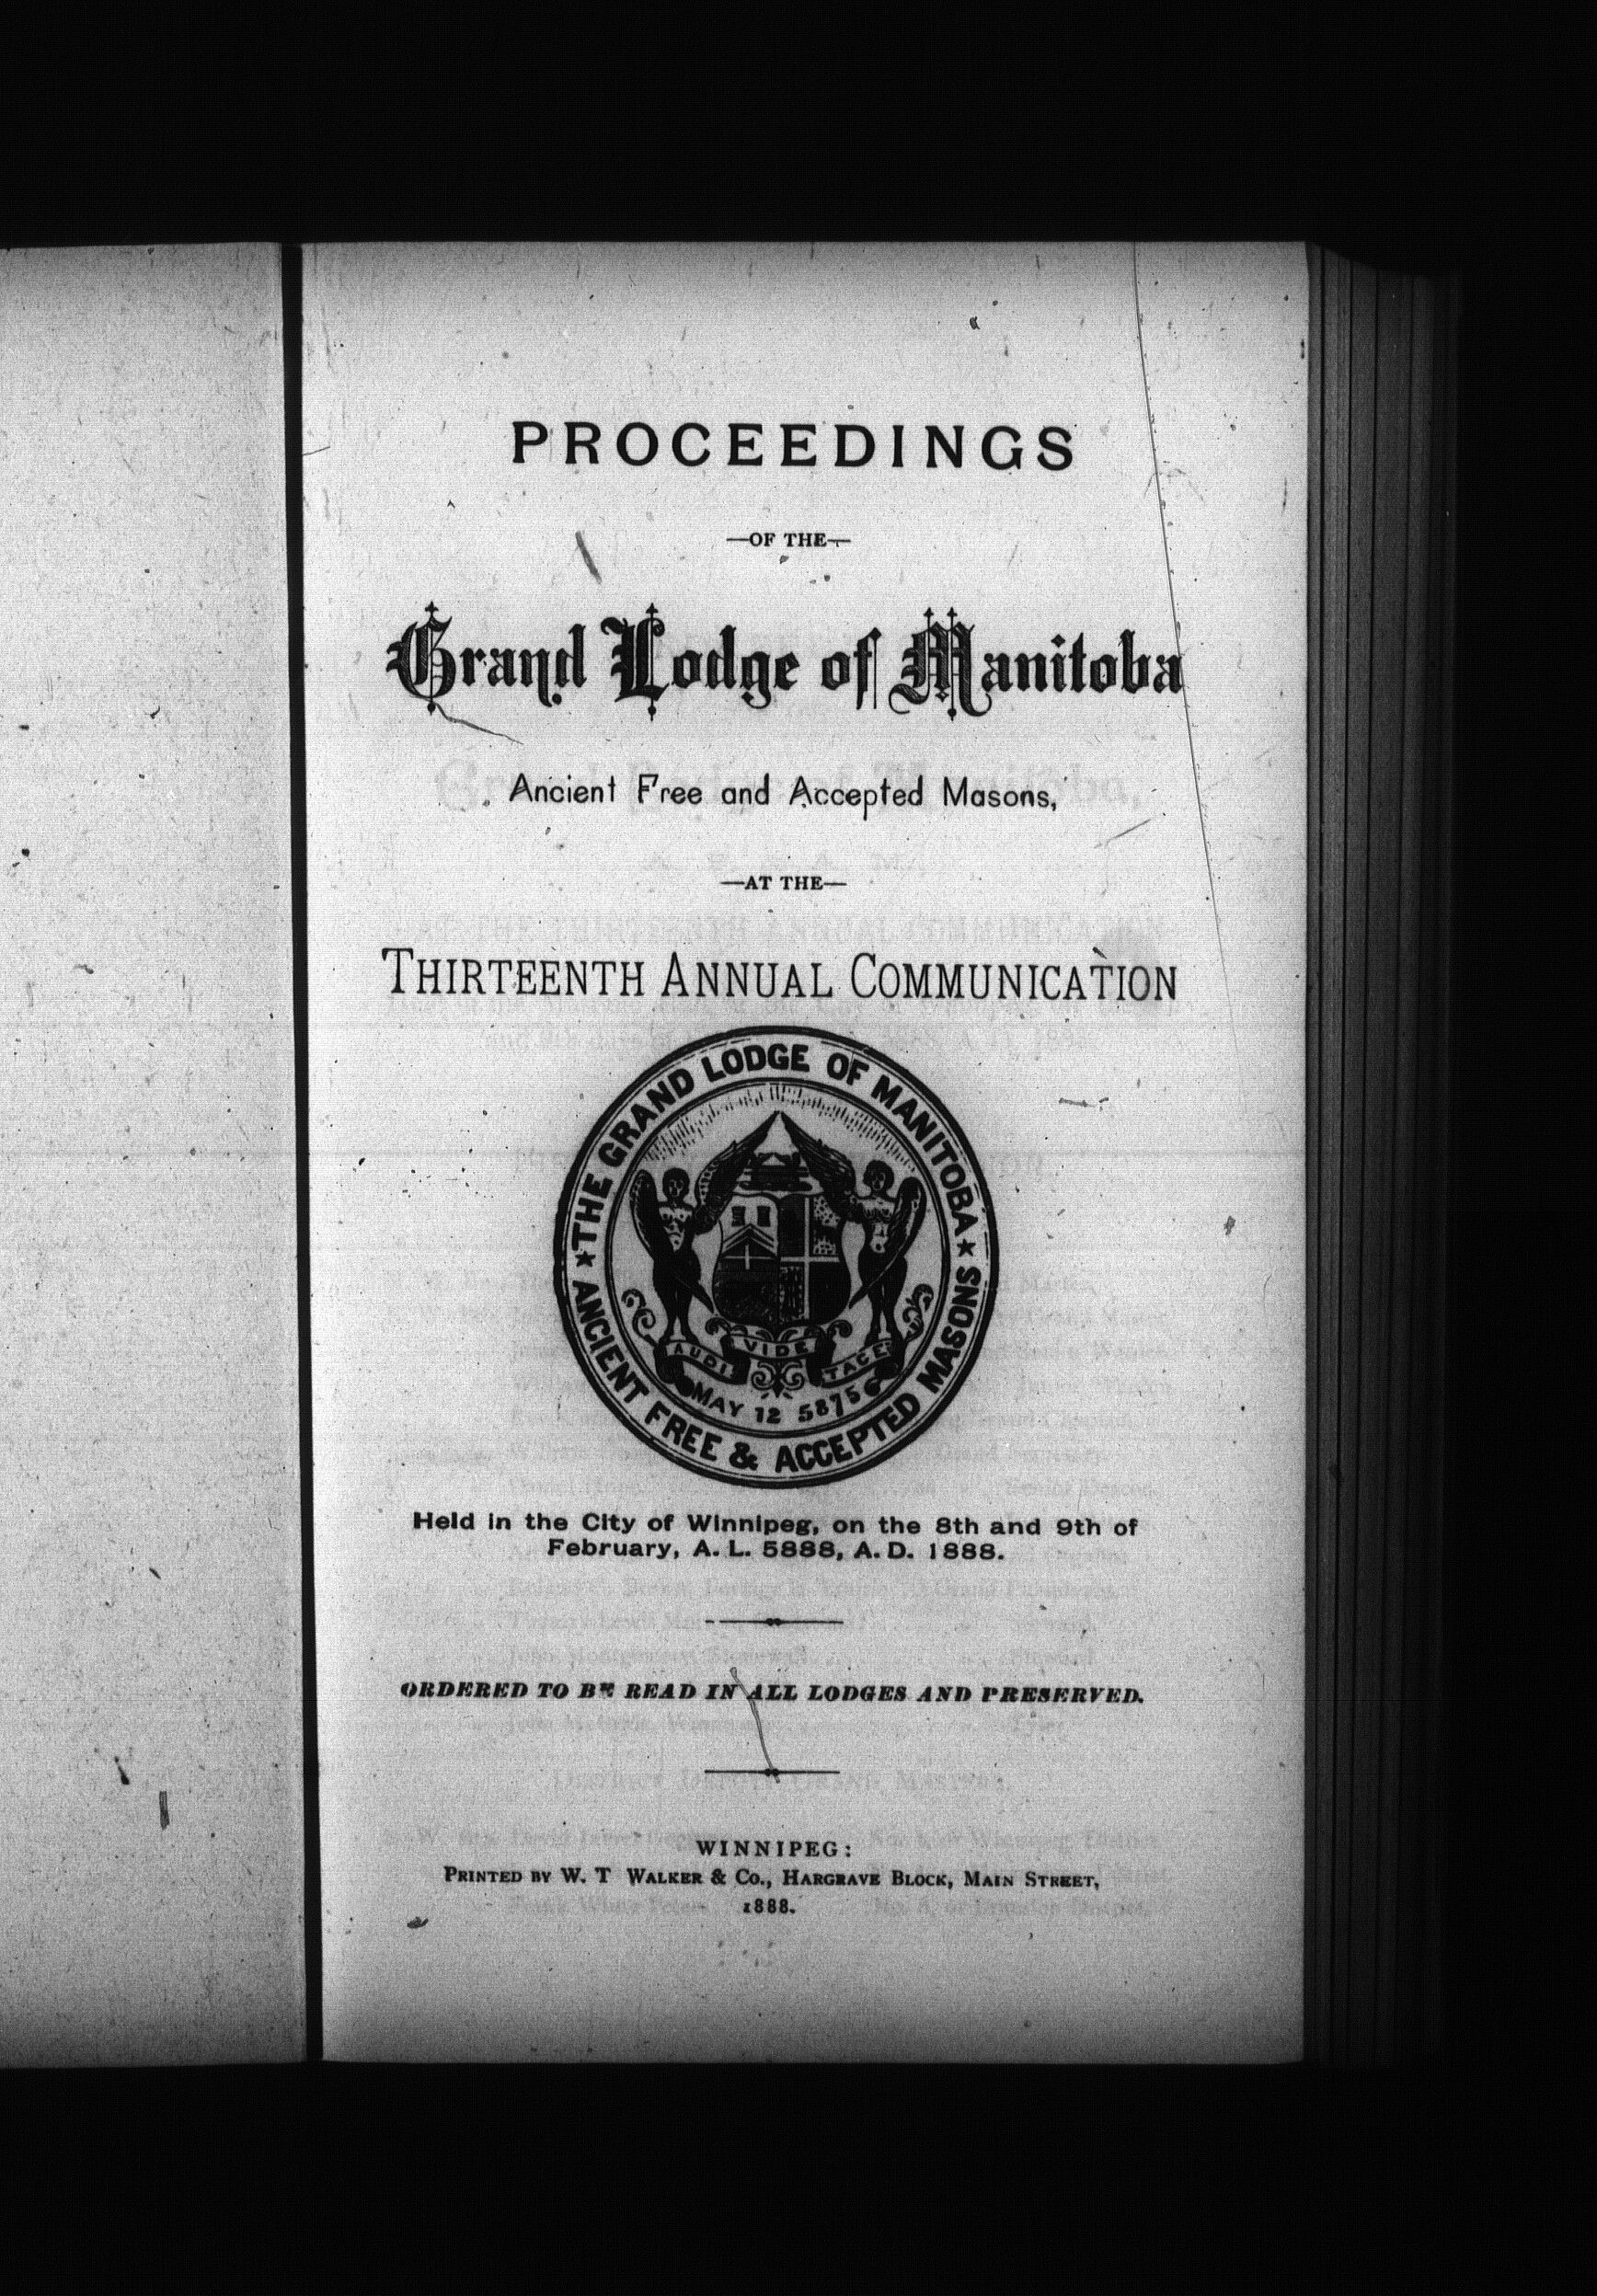 PROCEEDINGS
—OF THE—
Grand Lodge of Manitoba
Ancient Free and Accepted Masons,
—AT THE—
THIRTEENTH ANNUAL COMMUNICATION
★ THE GRAND LODGE OF MANITOBA ★
ANCIENT FREE & ACCEPTED MASONS
AUDI VIDE TACE
MAY 12 5875
Held in the City of Winnipeg, on the 8th and 9th of
February, A. L. 5888, A. D. 1888.
ORDERED TO BE READ IN ALL LODGES AND PRESERVED.
WINNIPEG:
PRINTED BY W. T WALKER & CO., HARGRAVE BLOCK, MAIN STREET,
1888.